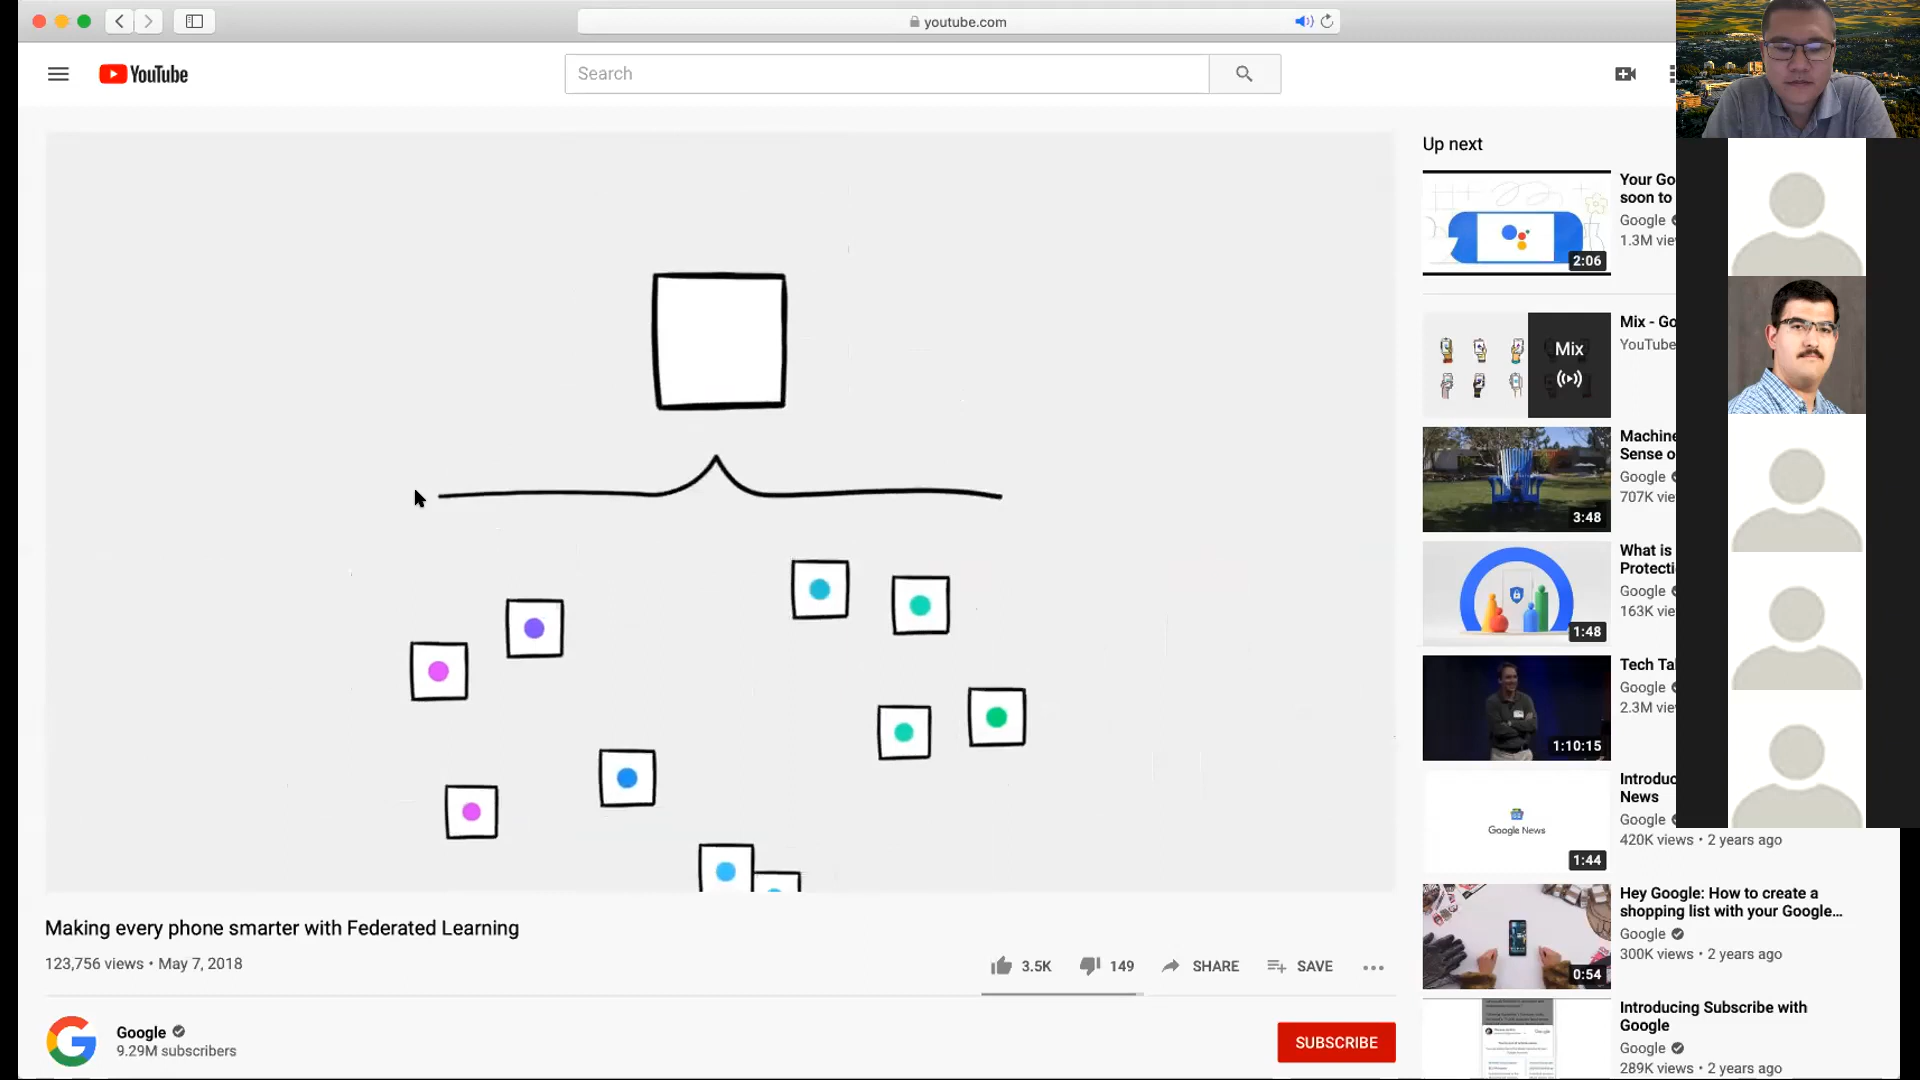 youtube.com
YouTube
Search
Up next
Your Go
soon to
Google
1.3M vie
2:06
Mix - Go
YouTube
Mix
Machine
Sense o
Google
707K vie
3:48
What is
Protecti
Google
163K vie
1:48
Tech Ta
Google
2.3M vie
1:10:15
Introduc
News
Google
420K views • 2 years ago
Google News
1:44
Hey Google: How to create a
shopping list with your Google...
Google
300K views • 2 years ago
0:54
Introducing Subscribe with
Google
Google
289K views • 2 years ago
Making every phone smarter with Federated Learning
123,756 views • May 7, 2018
3.5K 149 SHARE SAVE
Google
9.29M subscribers
SUBSCRIBE